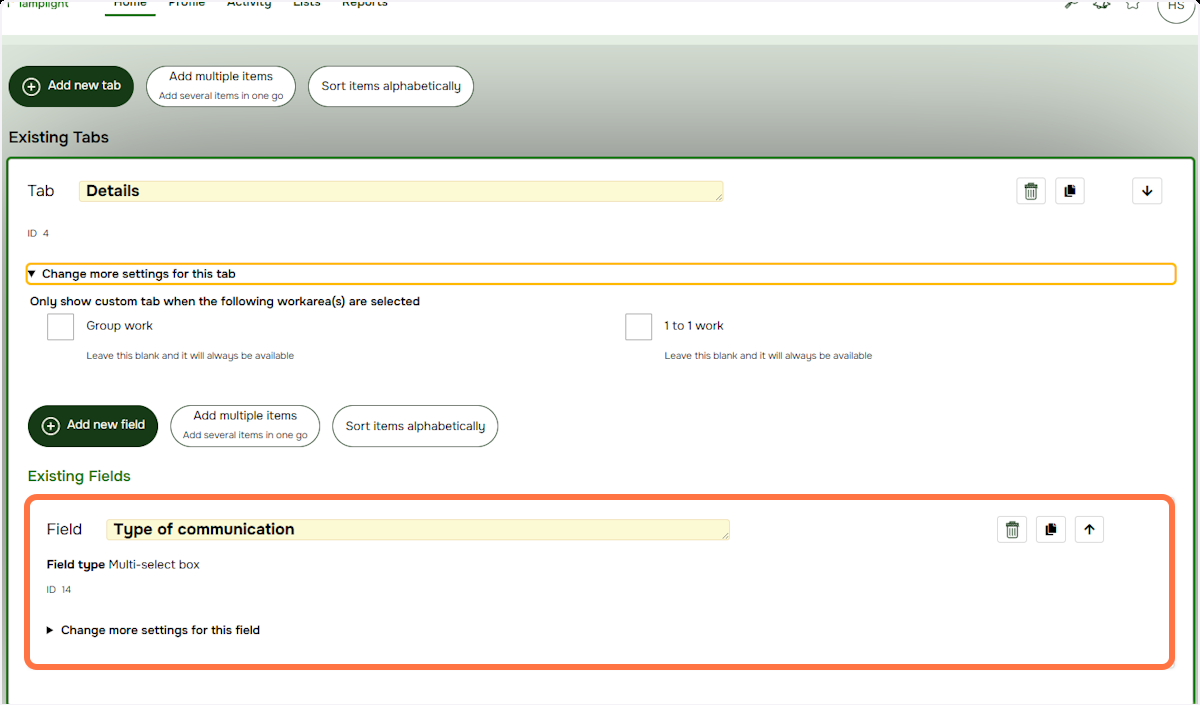 lamplight Home Profile Activity Lists Reports HS
Add new tab
Add multiple items
Add several items in one go
Sort items alphabetically
Existing Tabs
Tab Details
ID 4
Change more settings for this tab
Only show custom tab when the following workarea(s) are selected
Group work
1 to 1 work
Leave this blank and it will always be available
Leave this blank and it will always be available
Add new field
Add multiple items
Add several items in one go
Sort items alphabetically
Existing Fields
Field Type of communication
Field type Multi-select box
ID 14
Change more settings for this field